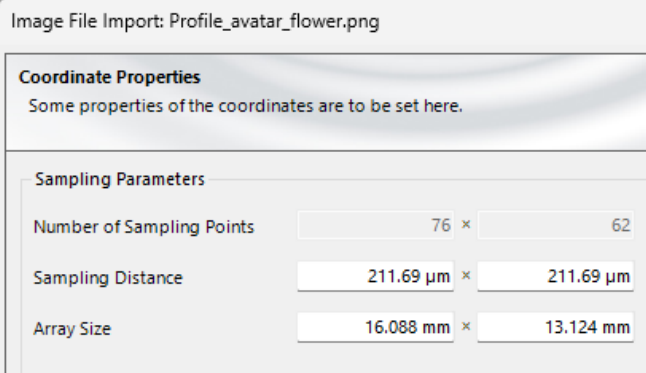 Image File Import: Profile_avatar_flower.png
Coordinate Properties
Some properties of the coordinates are to be set here.
Sampling Parameters
Number of Sampling Points 76 × 62
Sampling Distance 211.69 µm × 211.69 µm
Array Size 16.088 mm × 13.124 mm